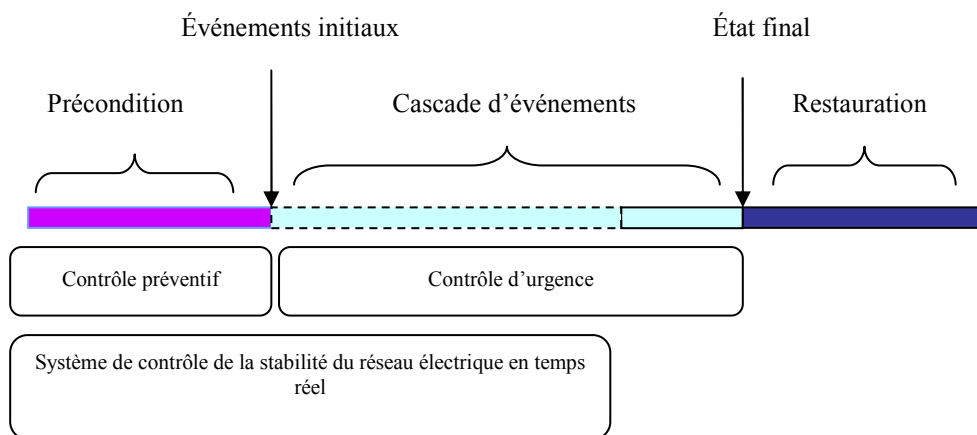 Événements initiaux
État final
Précondition
Cascade d’événements
Restauration
Contrôle préventif
Contrôle d’urgence
Système de contrôle de la stabilité du réseau électrique en temps
réel